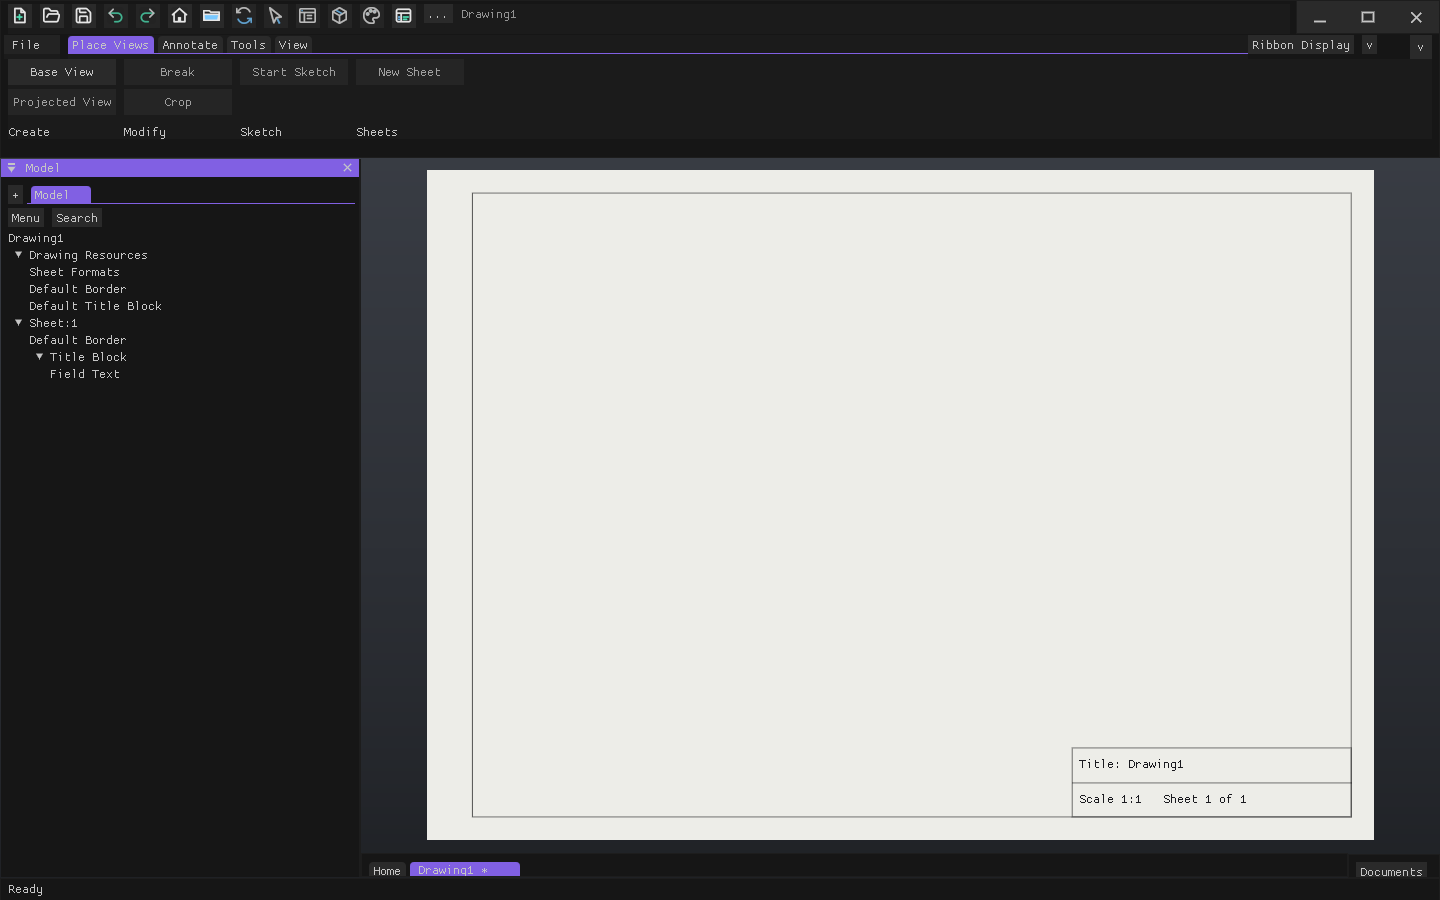 ... Drawing1
File Place Views Annotate Tools View Ribbon Display v v
Base View Break Start Sketch New Sheet
Projected View Crop
Create Modify Sketch Sheets
Model
+ Model
Menu Search
Drawing1
Drawing Resources
Sheet Formats
Default Border
Default Title Block
Sheet:1
Default Border
Title Block
Field Text
Title: Drawing1
Scale 1:1 Sheet 1 of 1
Home Drawing1 * Documents
Ready